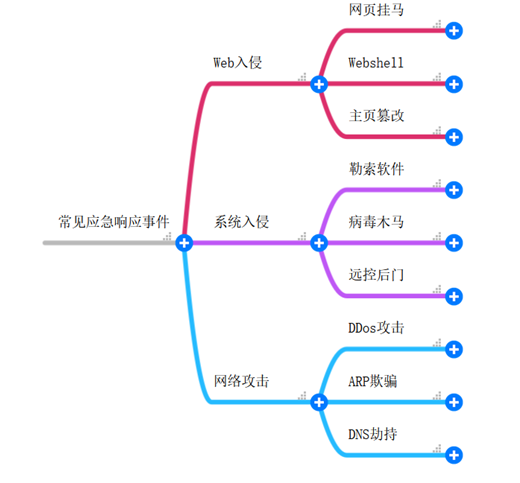 网页挂马
Web入侵
Webshell
主页篡改
勒索软件
常见应急响应事件
系统入侵
病毒木马
远控后门
DDos攻击
网络攻击
ARP欺骗
DNS劫持